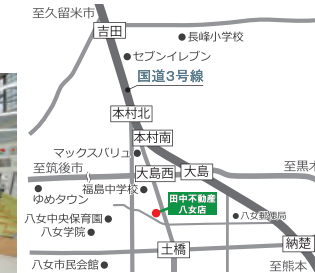 至久留米市
吉田
長峰小学校
セブンイレブン
国道3号線
本村北
本村南
マックスバリュ
至筑後市
大島西
大島
至黒木
福島中学校
ゆめタウン
田中不動産
八女店
八女中央保育園
八女郵便局
八女学院
土橋
納楚
八女市民会館
至熊本